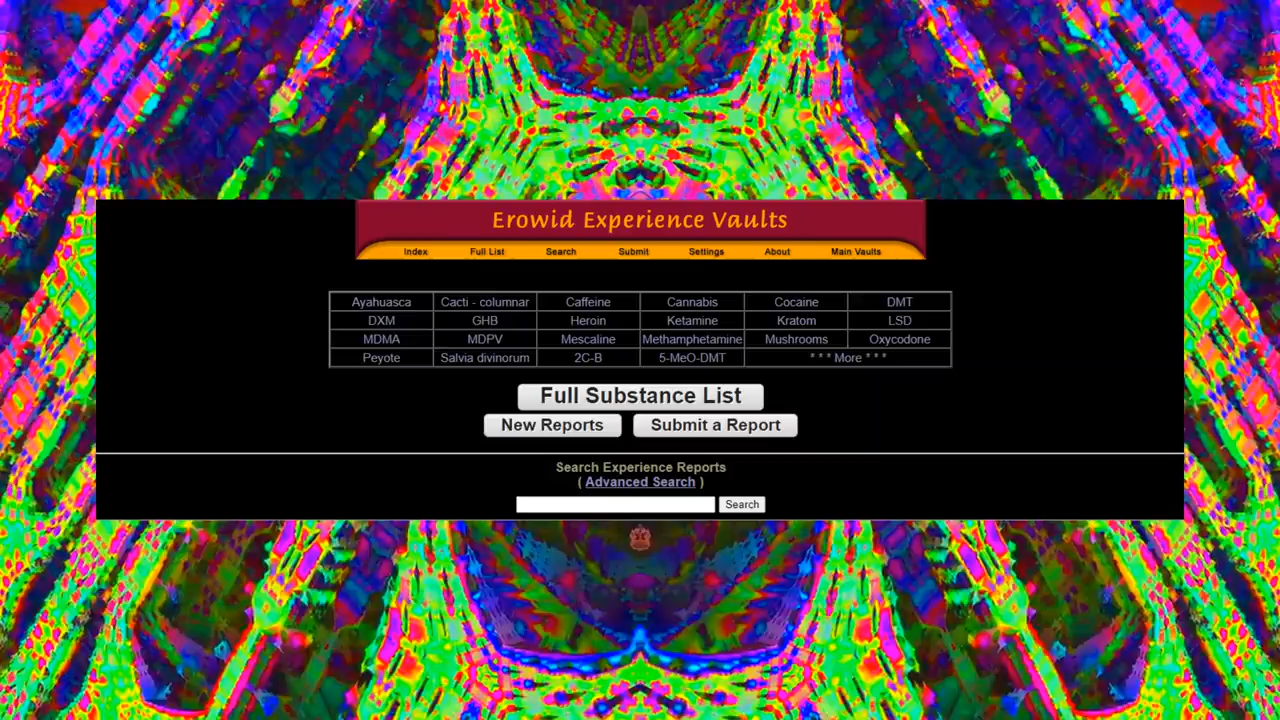 Erowid Experience Vaults
Index Full List Search Submit Settings About Main Vaults
Ayahuasca Cacti - columnar Caffeine Cannabis Cocaine DMT
DXM GHB Heroin Ketamine Kratom LSD
MDMA MDPV Mescaline Methamphetamine Mushrooms Oxycodone
Peyote Salvia divinorum 2C-B 5-MeO-DMT * * * More * * *
Full Substance List
New Reports Submit a Report
Search Experience Reports
( Advanced Search )
Search